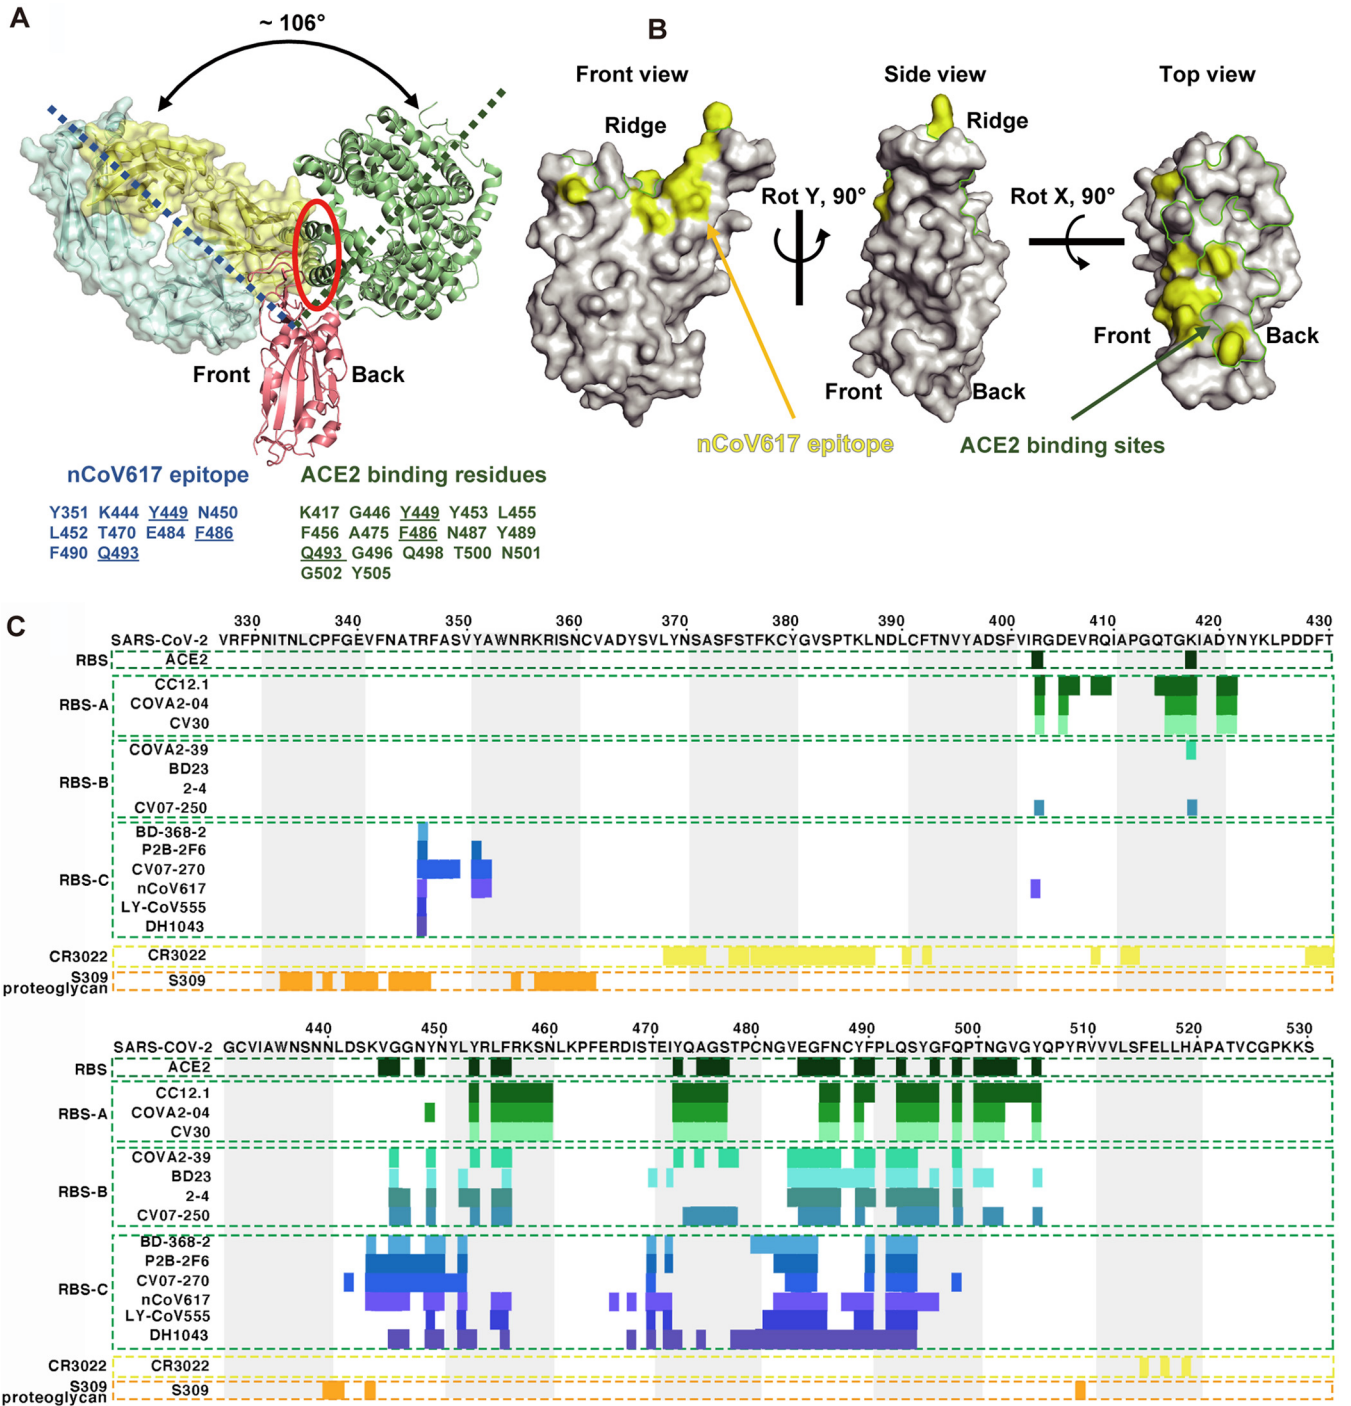 A
~ 106°
Front
Back
nCoV617 epitope
Y351 K444 Y449 N450
L452 T470 E484 F486
F490 Q493
ACE2 binding residues
K417 G446 Y449 Y453 L455
F456 A475 F486 N487 Y489
Q493 G496 Q498 T500 N501
G502 Y505
B
Front view
Side view
Top view
Ridge
Ridge
Rot Y, 90°
Rot X, 90°
Front
Back
Front
Back
nCoV617 epitope
ACE2 binding sites
C
330 340 350 360 370 380 390 400 410 420 430
SARS-CoV-2 VRFPNITNLCPFGEVFNATRFASVYAWNRKRISNCVADYSVLYNSASFSTFKCYGVSPTKLNDLCFTNVYADSFVIRGDEVRQIAPGQTGKIADYNYKLPDDFT
RBS ACE2
RBS-A
CC12.1
COVA2-04
CV30
RBS-B
COVA2-39
BD23
2-4
CV07-250
RBS-C
BD-368-2
P2B-2F6
CV07-270
nCoV617
LY-CoV555
DH1043
CR3022 CR3022
S309 proteoglycan S309
440 450 460 470 480 490 500 510 520 530
SARS-COV-2 GCVIAWNSNNLDSKVGGNYNYLYRLFRKSNLKPFERDISTEIYQAGSTPCNGVEGFNCYFPLQSYGFQPTNGVGYQPYRVVVLSFELLHAPATVCGPKKS
RBS ACE2
RBS-A
CC12.1
COVA2-04
CV30
RBS-B
COVA2-39
BD23
2-4
CV07-250
RBS-C
BD-368-2
P2B-2F6
CV07-270
nCoV617
LY-CoV555
DH1043
CR3022 CR3022
S309 proteoglycan S309